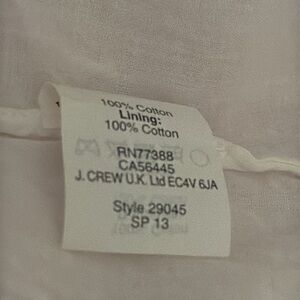 100% Cotton
Lining:
100% Cotton
RN77388
CA56445
J. CREW U.K. Ltd EC4V 6JA
Style 29045
SP 13